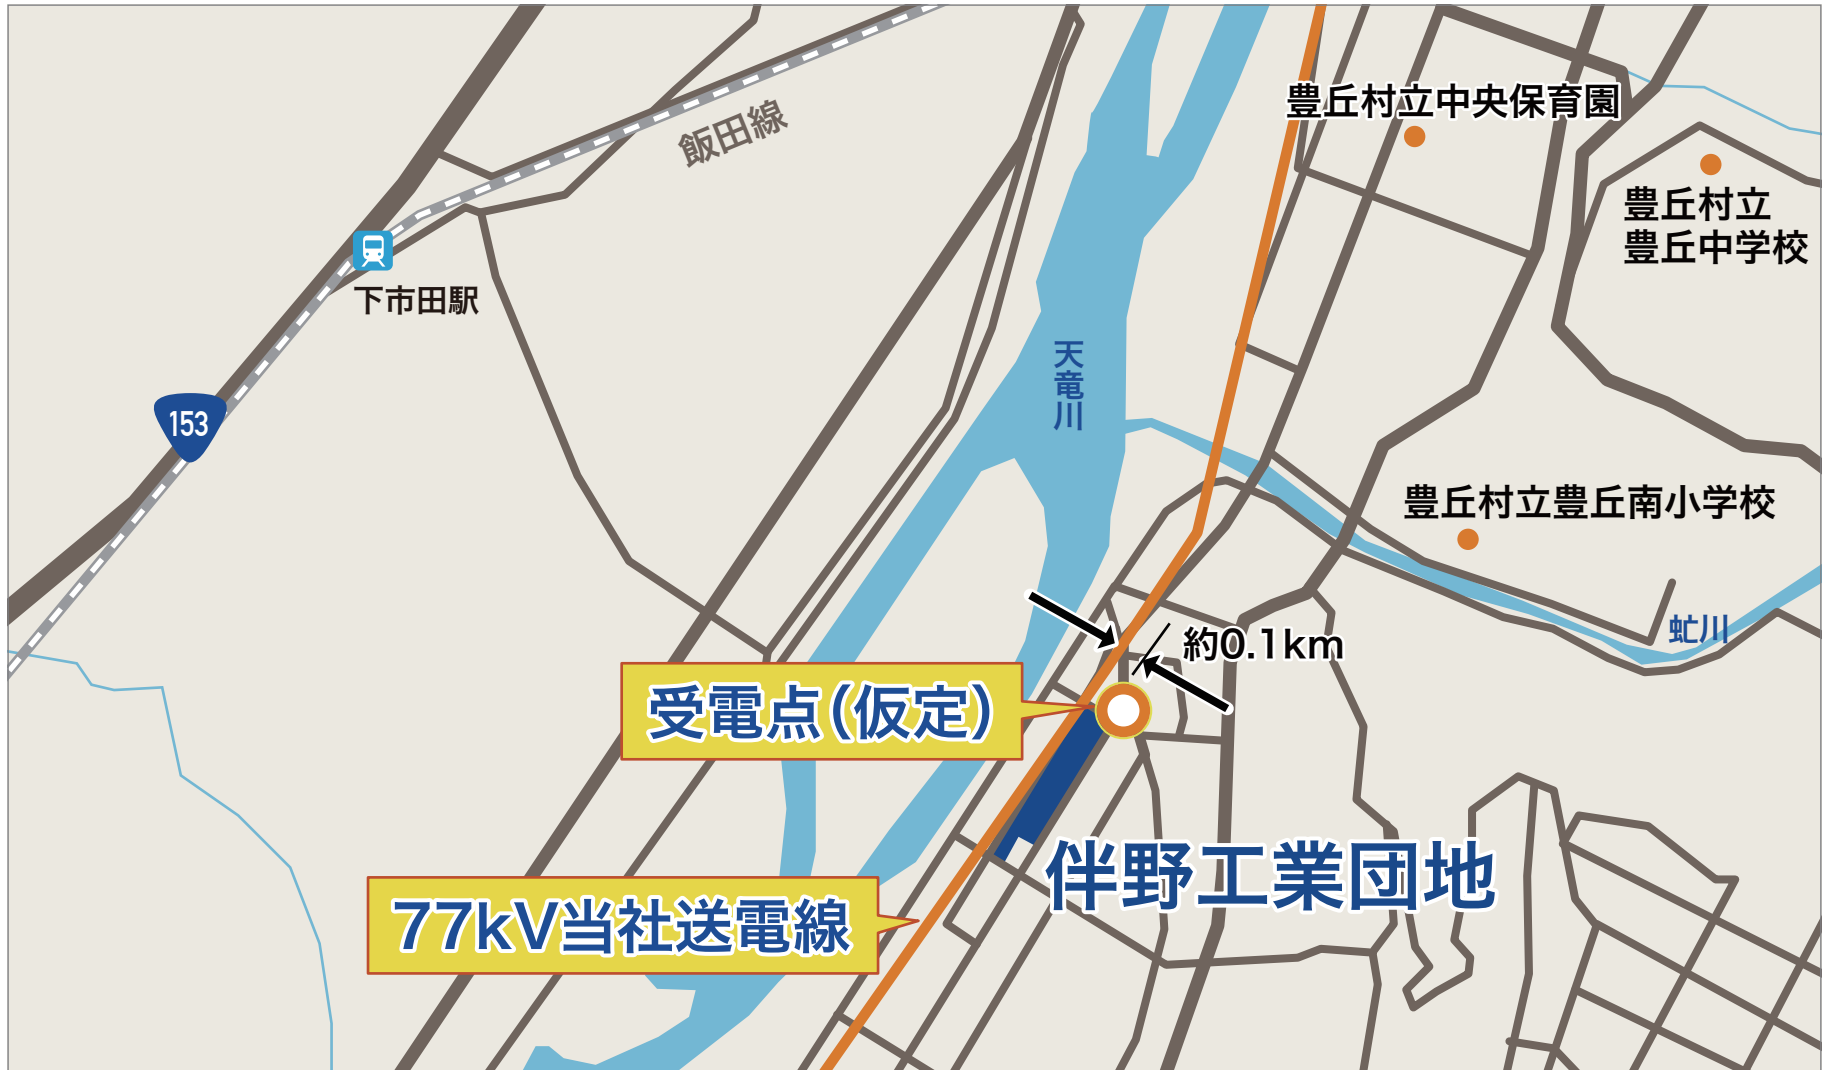 豊丘村立中央保育園
飯田線
豊丘村立
豊丘中学校
下市田駅
天竜川
153
豊丘村立豊丘南小学校
虻川
約0.1km
受電点(仮定)
伴野工業団地
77kV当社送電線